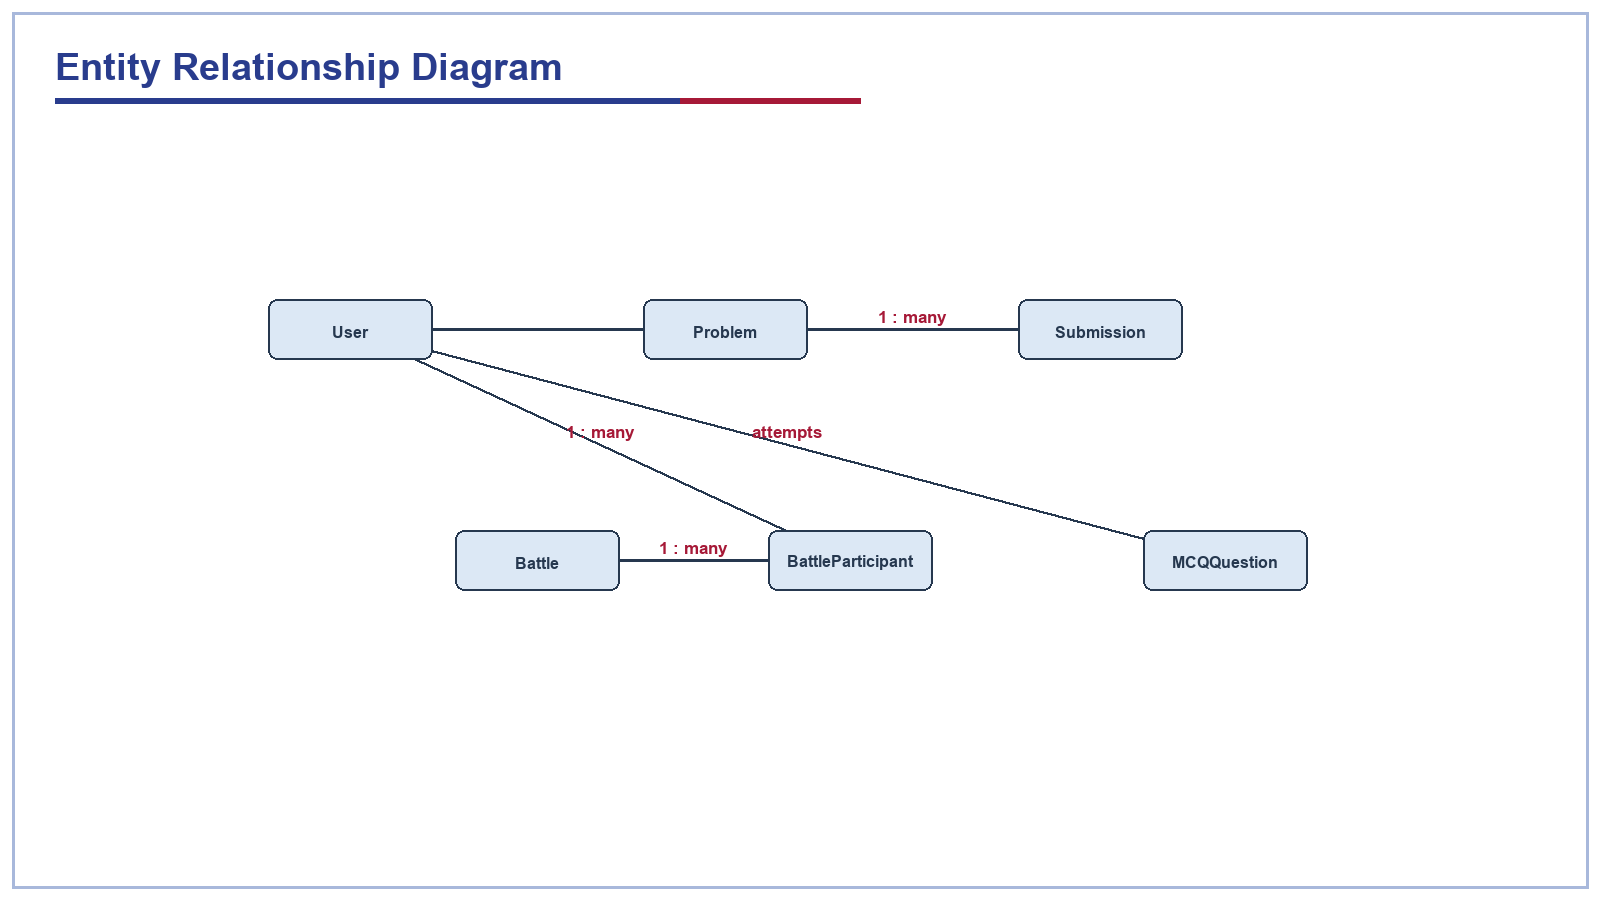 Entity Relationship Diagram
User
Problem
1 : many
Submission
1 : many
attempts
Battle
1 : many
BattleParticipant
MCQQuestion